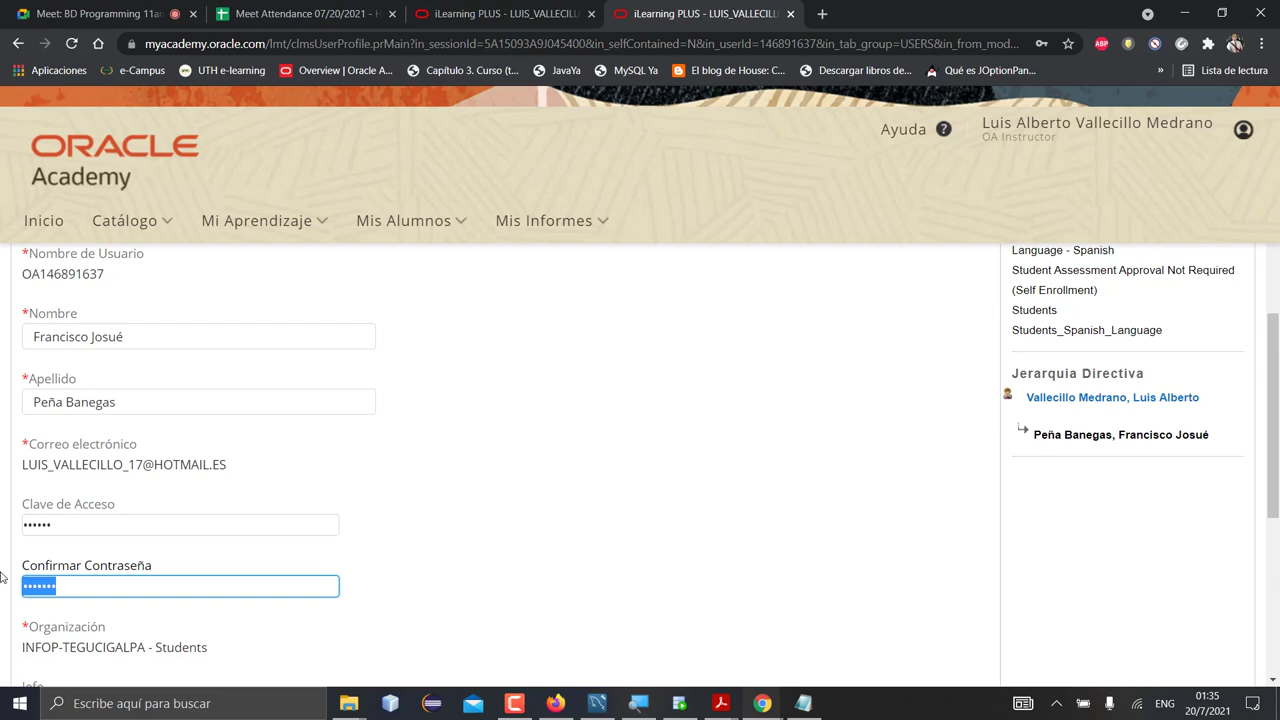 Meet: BD Programming 11am
Meet Attendance 07/20/2021 - H
iLearning PLUS - LUIS_VALLECILL
iLearning PLUS - LUIS_VALLECILL
myacademy.oracle.com/lmt/clmsUserProfile.prMain?in_sessionId=5A15093A9J045400&in_selfContained=N&in_userId=146891637&in_tab_group=USERS&in_from_mod...
Aplicaciones
e-Campus
UTH e-learning
Overview | Oracle A...
Capítulo 3. Curso (t...
JavaYa
MySQL Ya
El blog de House: C...
Descargar libros de...
Qué es JOptionPan...
»
Lista de lectura
ORACLE
Academy
Ayuda ?
Luis Alberto Vallecillo Medrano
OA Instructor
Inicio
Catálogo
Mi Aprendizaje
Mis Alumnos
Mis Informes
*Nombre de Usuario
OA146891637
*Nombre
Francisco Josué
*Apellido
Peña Banegas
*Correo electrónico
LUIS_VALLECILLO_17@HOTMAIL.ES
Clave de Acceso
••••••
Confirmar Contraseña
•••••••
*Organización
INFOP-TEGUCIGALPA - Students
Info
Language - Spanish
Student Assessment Approval Not Required
(Self Enrollment)
Students
Students_Spanish_Language
Jerarquia Directiva
Vallecillo Medrano, Luis Alberto
Peña Banegas, Francisco Josué
Escribe aquí para buscar
ENG
01:35
20/7/2021